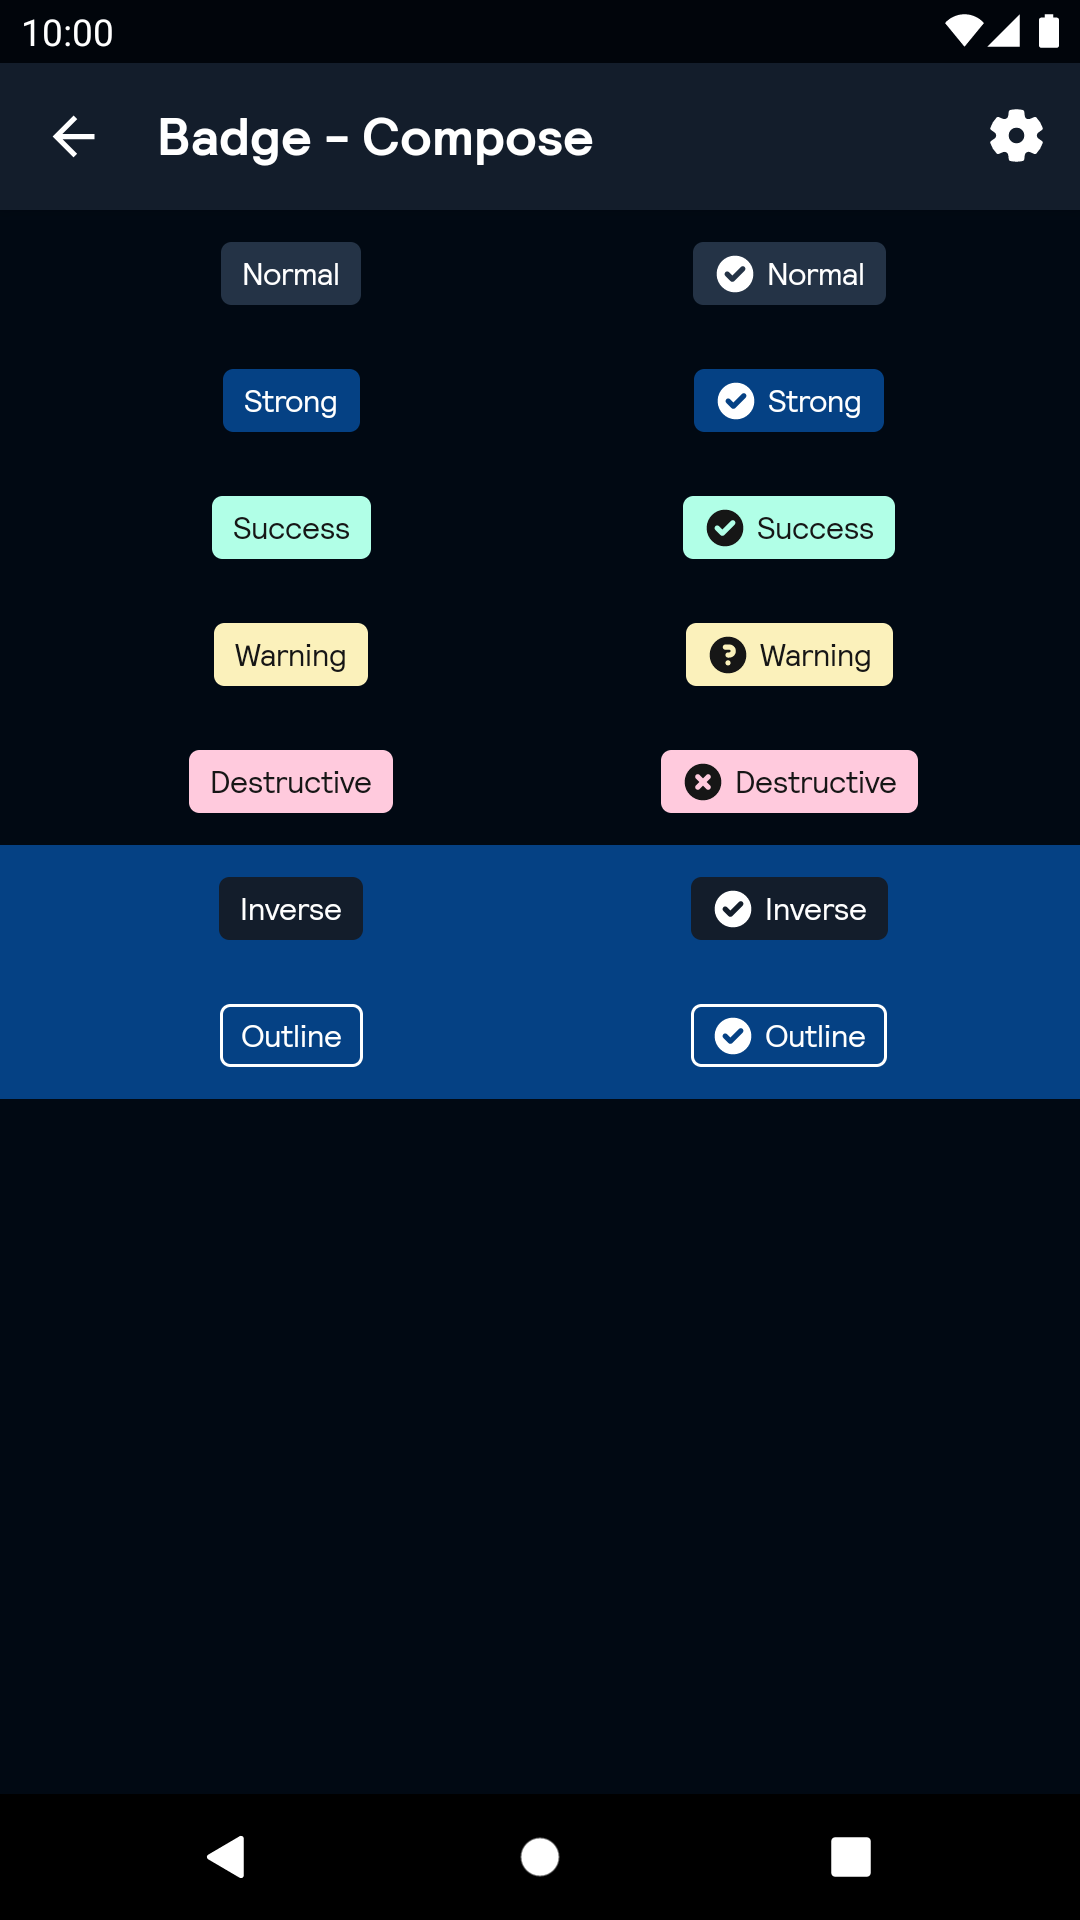 10:00
Badge - Compose
Normal Normal
Strong Strong
Success Success
Warning Warning
Destructive Destructive
Inverse Inverse
Outline Outline